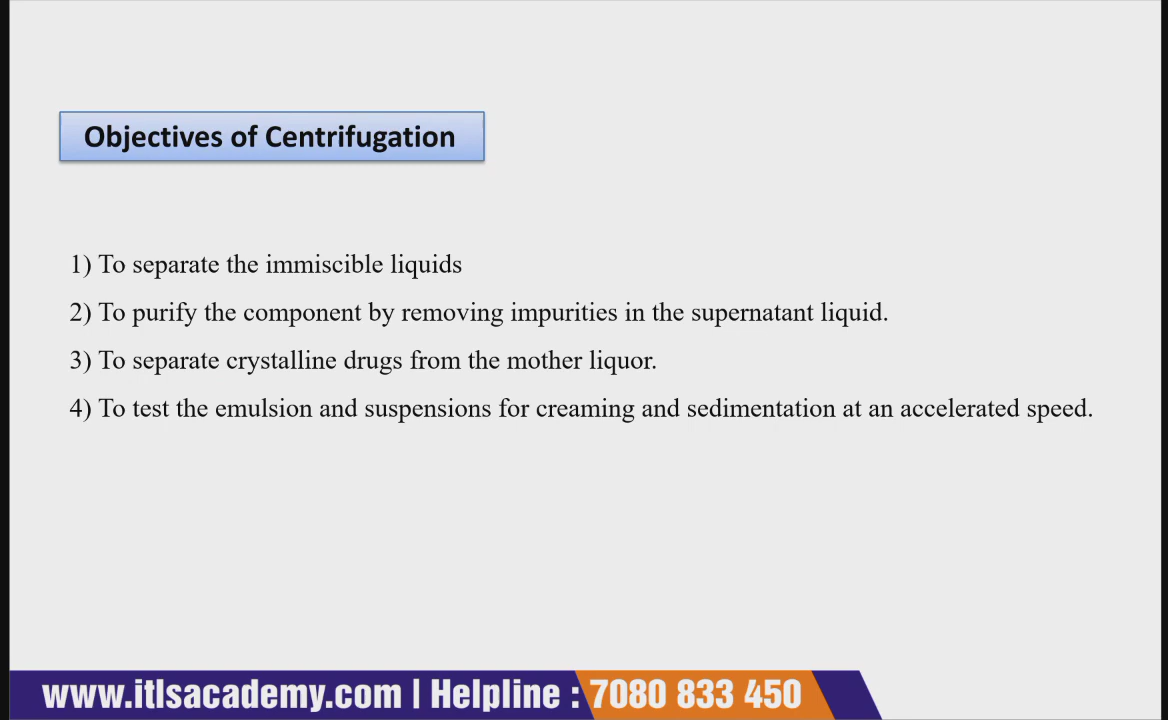 Objectives of Centrifugation
1) To separate the immiscible liquids
2) To purify the component by removing impurities in the supernatant liquid.
3) To separate crystalline drugs from the mother liquor.
4) To test the emulsion and suspensions for creaming and sedimentation at an accelerated speed.
www.itlsacademy.com | Helpline : 7080 833 450